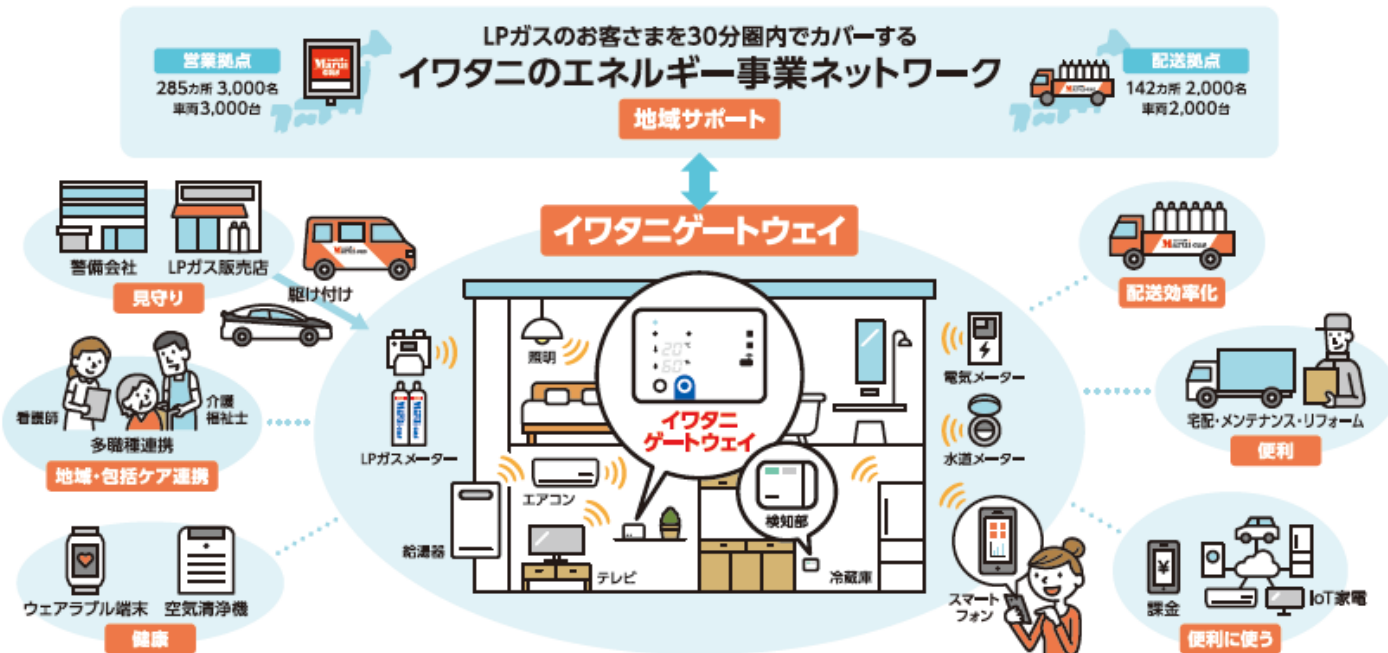 LPガスのお客さまを30分圏内でカバーする
イワタニのエネルギー事業ネットワーク
地域サポート
営業拠点
285カ所 3,000名
車両3,000台
Marui
GAS
配送拠点
142カ所 2,000名
車両2,000台
イワタニゲートウェイ
警備会社
LPガス販売店
見守り
駆け付け
看護師
介護
福祉士
多職種連携
地域・包括ケア連携
ウェアラブル端末
空気清浄機
健康
LPガスメーター
照明
20℃
60%
イワタニ
ゲートウェイ
エアコン
給湯器
テレビ
検知部
冷蔵庫
電気メーター
水道メーター
スマート
フォン
Marui GAS
配送効率化
宅配・メンテナンス・リフォーム
便利
¥
課金
IoT家電
便利に使う